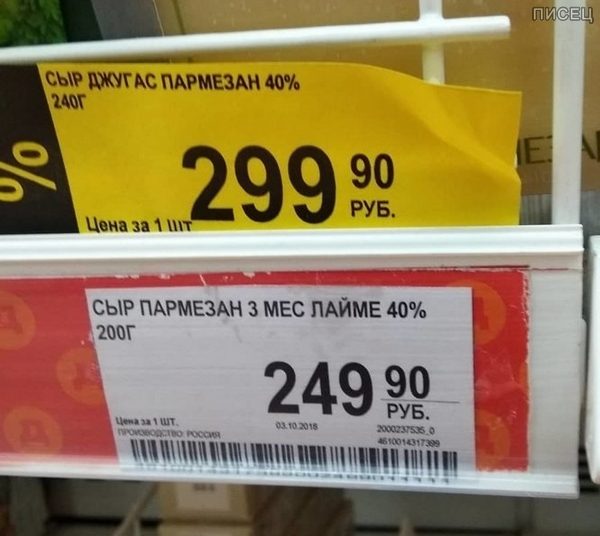 ПИСЕЦ
СЫР ДЖУГАС ПАРМЕЗАН 40%
240Г
%
299 90
РУБ.
Цена за 1 ШТ
СЫР ПАРМЕЗАН 3 МЕС ЛАЙМЕ 40%
200Г
249 90
РУБ.
Цена за 1 ШТ.
03.10.2018
2000237535_0
ПРОИЗВОДСТВО: РОССИЯ
4610014317399